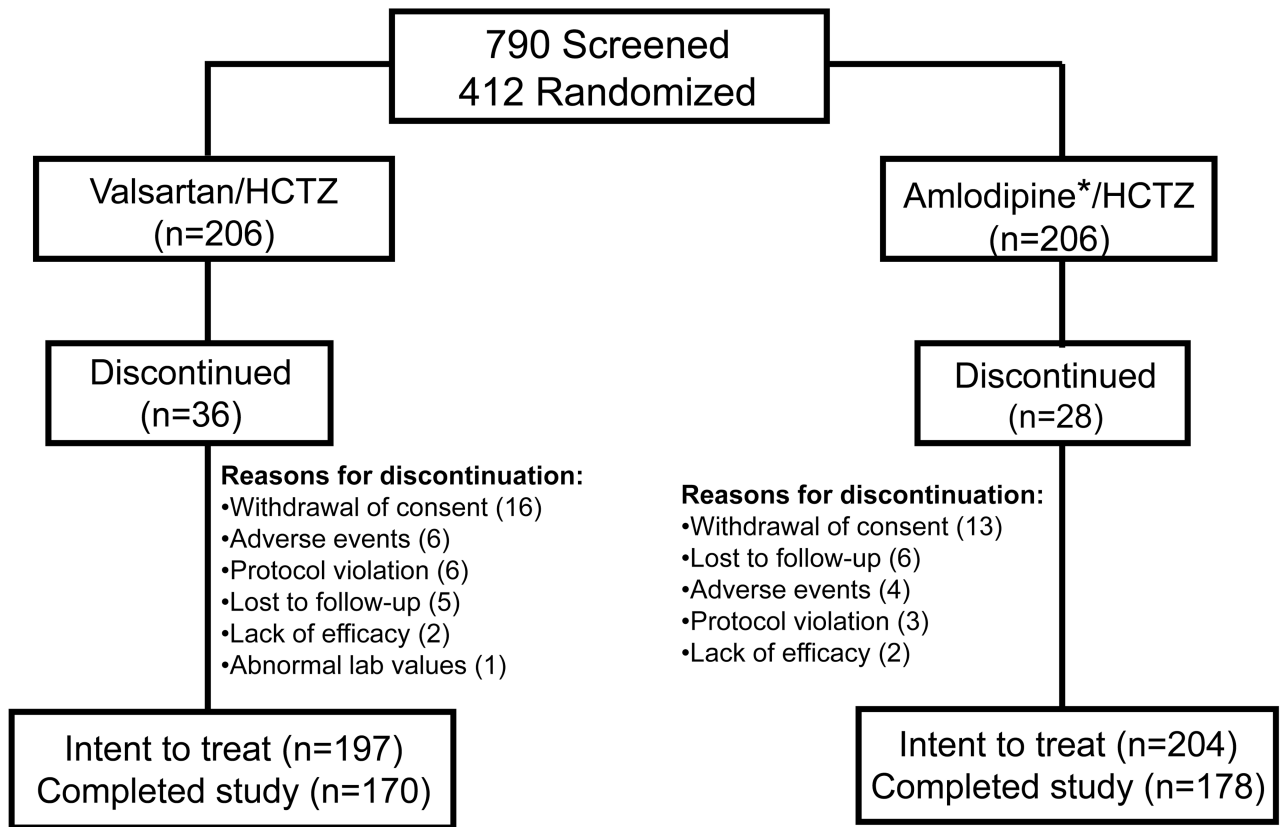 790 Screened
412 Randomized
Valsartan/HCTZ
(n=206)
Amlodipine*/HCTZ
(n=206)
Discontinued
(n=36)
Discontinued
(n=28)
Reasons for discontinuation:
•Withdrawal of consent (16)
•Adverse events (6)
•Protocol violation (6)
•Lost to follow-up (5)
•Lack of efficacy (2)
•Abnormal lab values (1)
Reasons for discontinuation:
•Withdrawal of consent (13)
•Lost to follow-up (6)
•Adverse events (4)
•Protocol violation (3)
•Lack of efficacy (2)
Intent to treat (n=197)
Completed study (n=170)
Intent to treat (n=204)
Completed study (n=178)